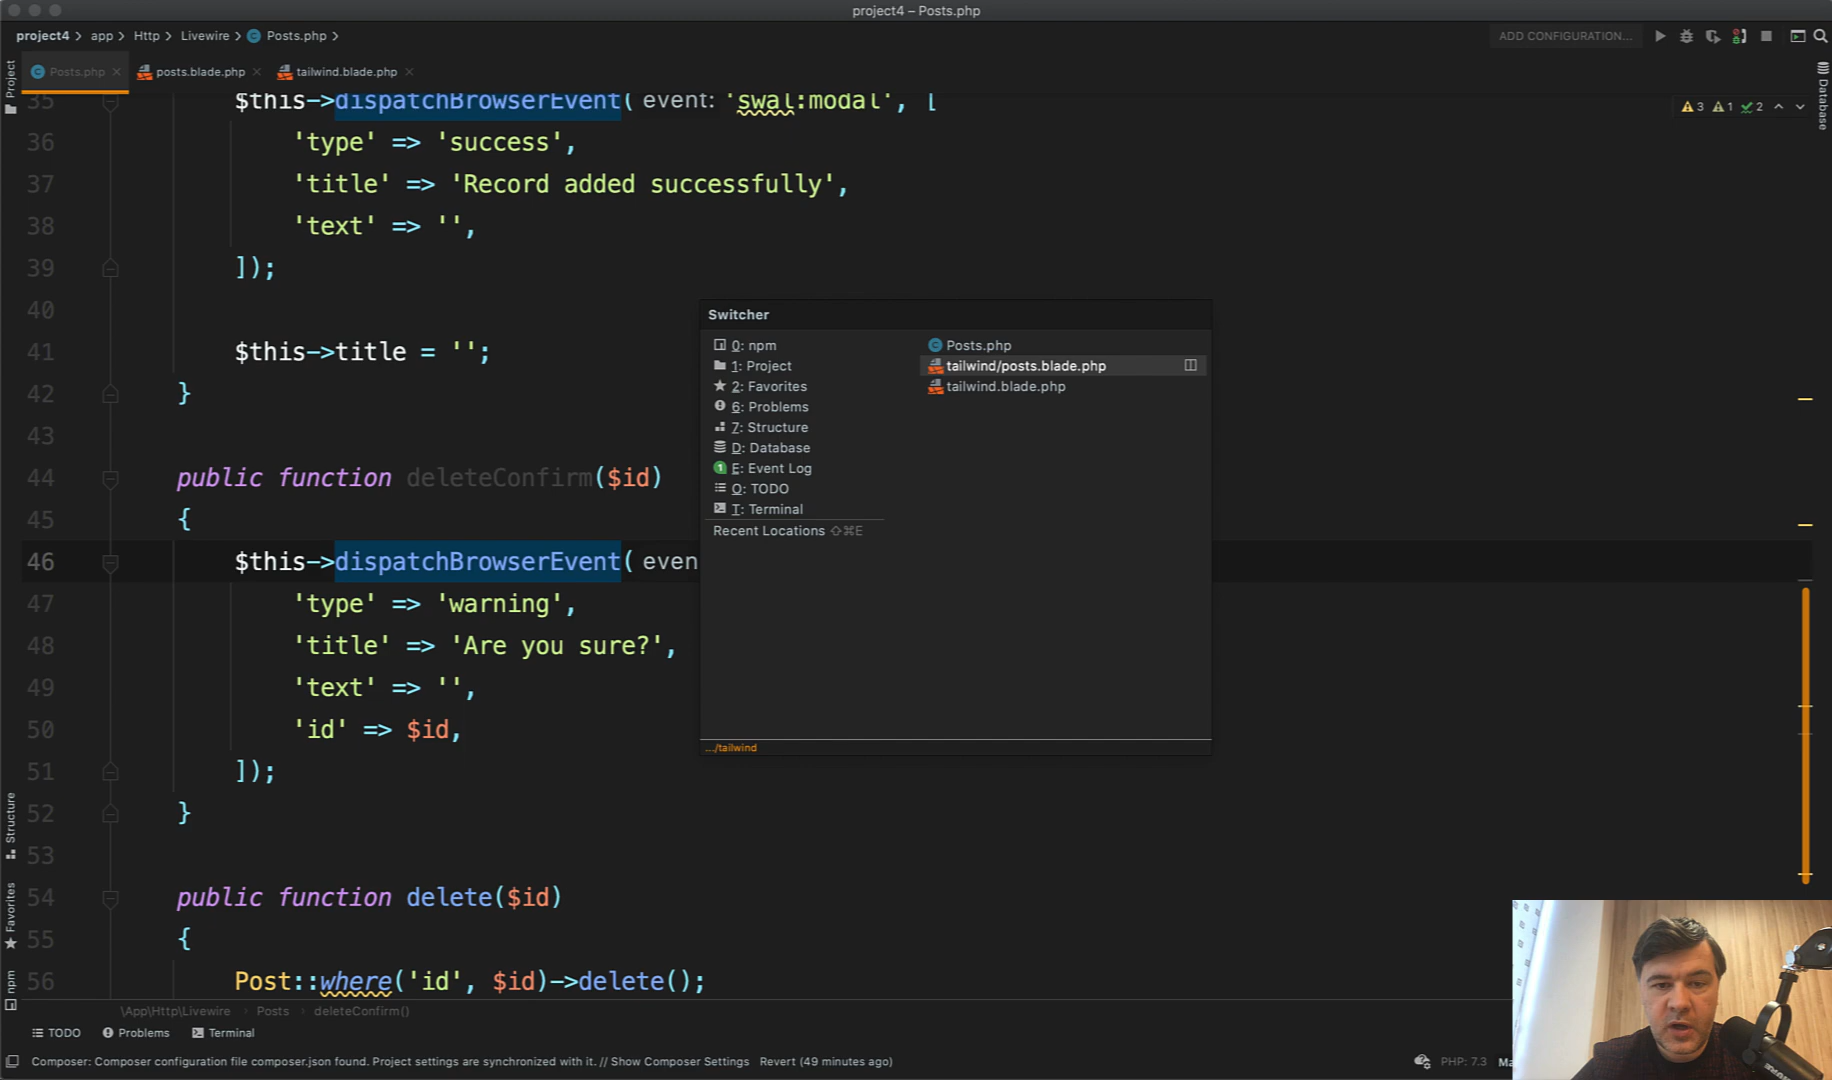 project4 – Posts.php
project4 > app > Http > Livewire > Posts.php >
ADD CONFIGURATION...
Posts.php
posts.blade.php
tailwind.blade.php
3 1 2
Project
Database
35 $this->dispatchBrowserEvent( event: 'swal:modal', [
36 'type' => 'success',
37 'title' => 'Record added successfully',
38 'text' => '',
39 ]);
40
41 $this->title = '';
42 }
43
44 public function deleteConfirm($id)
45 {
46 $this->dispatchBrowserEvent( even
47 'type' => 'warning',
48 'title' => 'Are you sure?',
49 'text' => '',
50 'id' => $id,
51 ]);
52 }
53
54 public function delete($id)
55 {
56 Post::where('id', $id)->delete();
Switcher
0: npm
1: Project
2: Favorites
6: Problems
7: Structure
D: Database
1 E: Event Log
O: TODO
T: Terminal
Recent Locations ⇧⌘E
Posts.php
tailwind/posts.blade.php
tailwind.blade.php
.../tailwind
Structure
Favorites
npm
\App\Http\Livewire > Posts > deleteConfirm()
TODO
Problems
Terminal
Composer: Composer configuration file composer.json found. Project settings are synchronized with it. // Show Composer Settings Revert (49 minutes ago)
PHP: 7.3
Ma